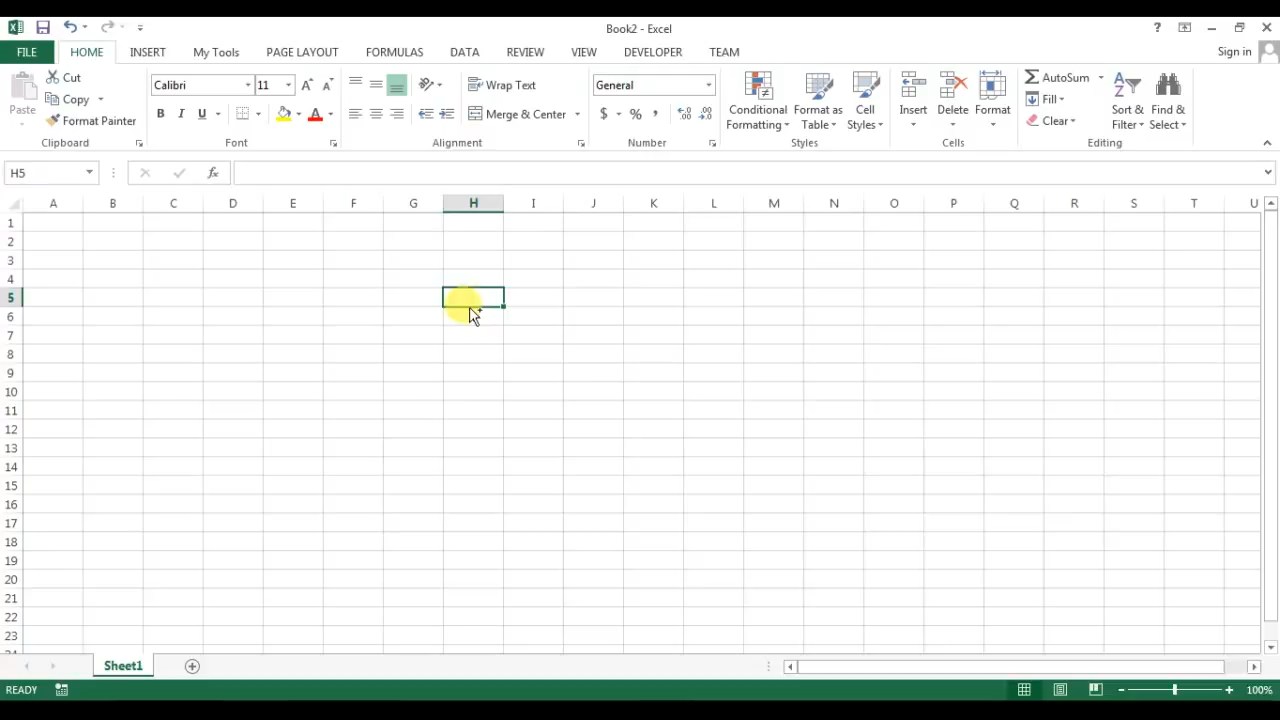 Book2 - Excel
?
Sign in
FILE HOME INSERT My Tools PAGE LAYOUT FORMULAS DATA REVIEW VIEW DEVELOPER TEAM
Paste
Cut
Copy
Format Painter
Clipboard
Calibri 11
B I U
Font
Wrap Text
Merge & Center
Alignment
General
$ % ,
Number
Conditional
Formatting
Format as
Table
Cell
Styles
Styles
Insert
Delete
Format
Cells
AutoSum
Fill
Clear
Sort &
Filter
Find &
Select
Editing
H5
fx
A B C D E F G H I J K L M N O P Q R S T U
1
2
3
4
5
6
7
8
9
10
11
12
13
14
15
16
17
18
19
20
21
22
23
Sheet1
READY
100%